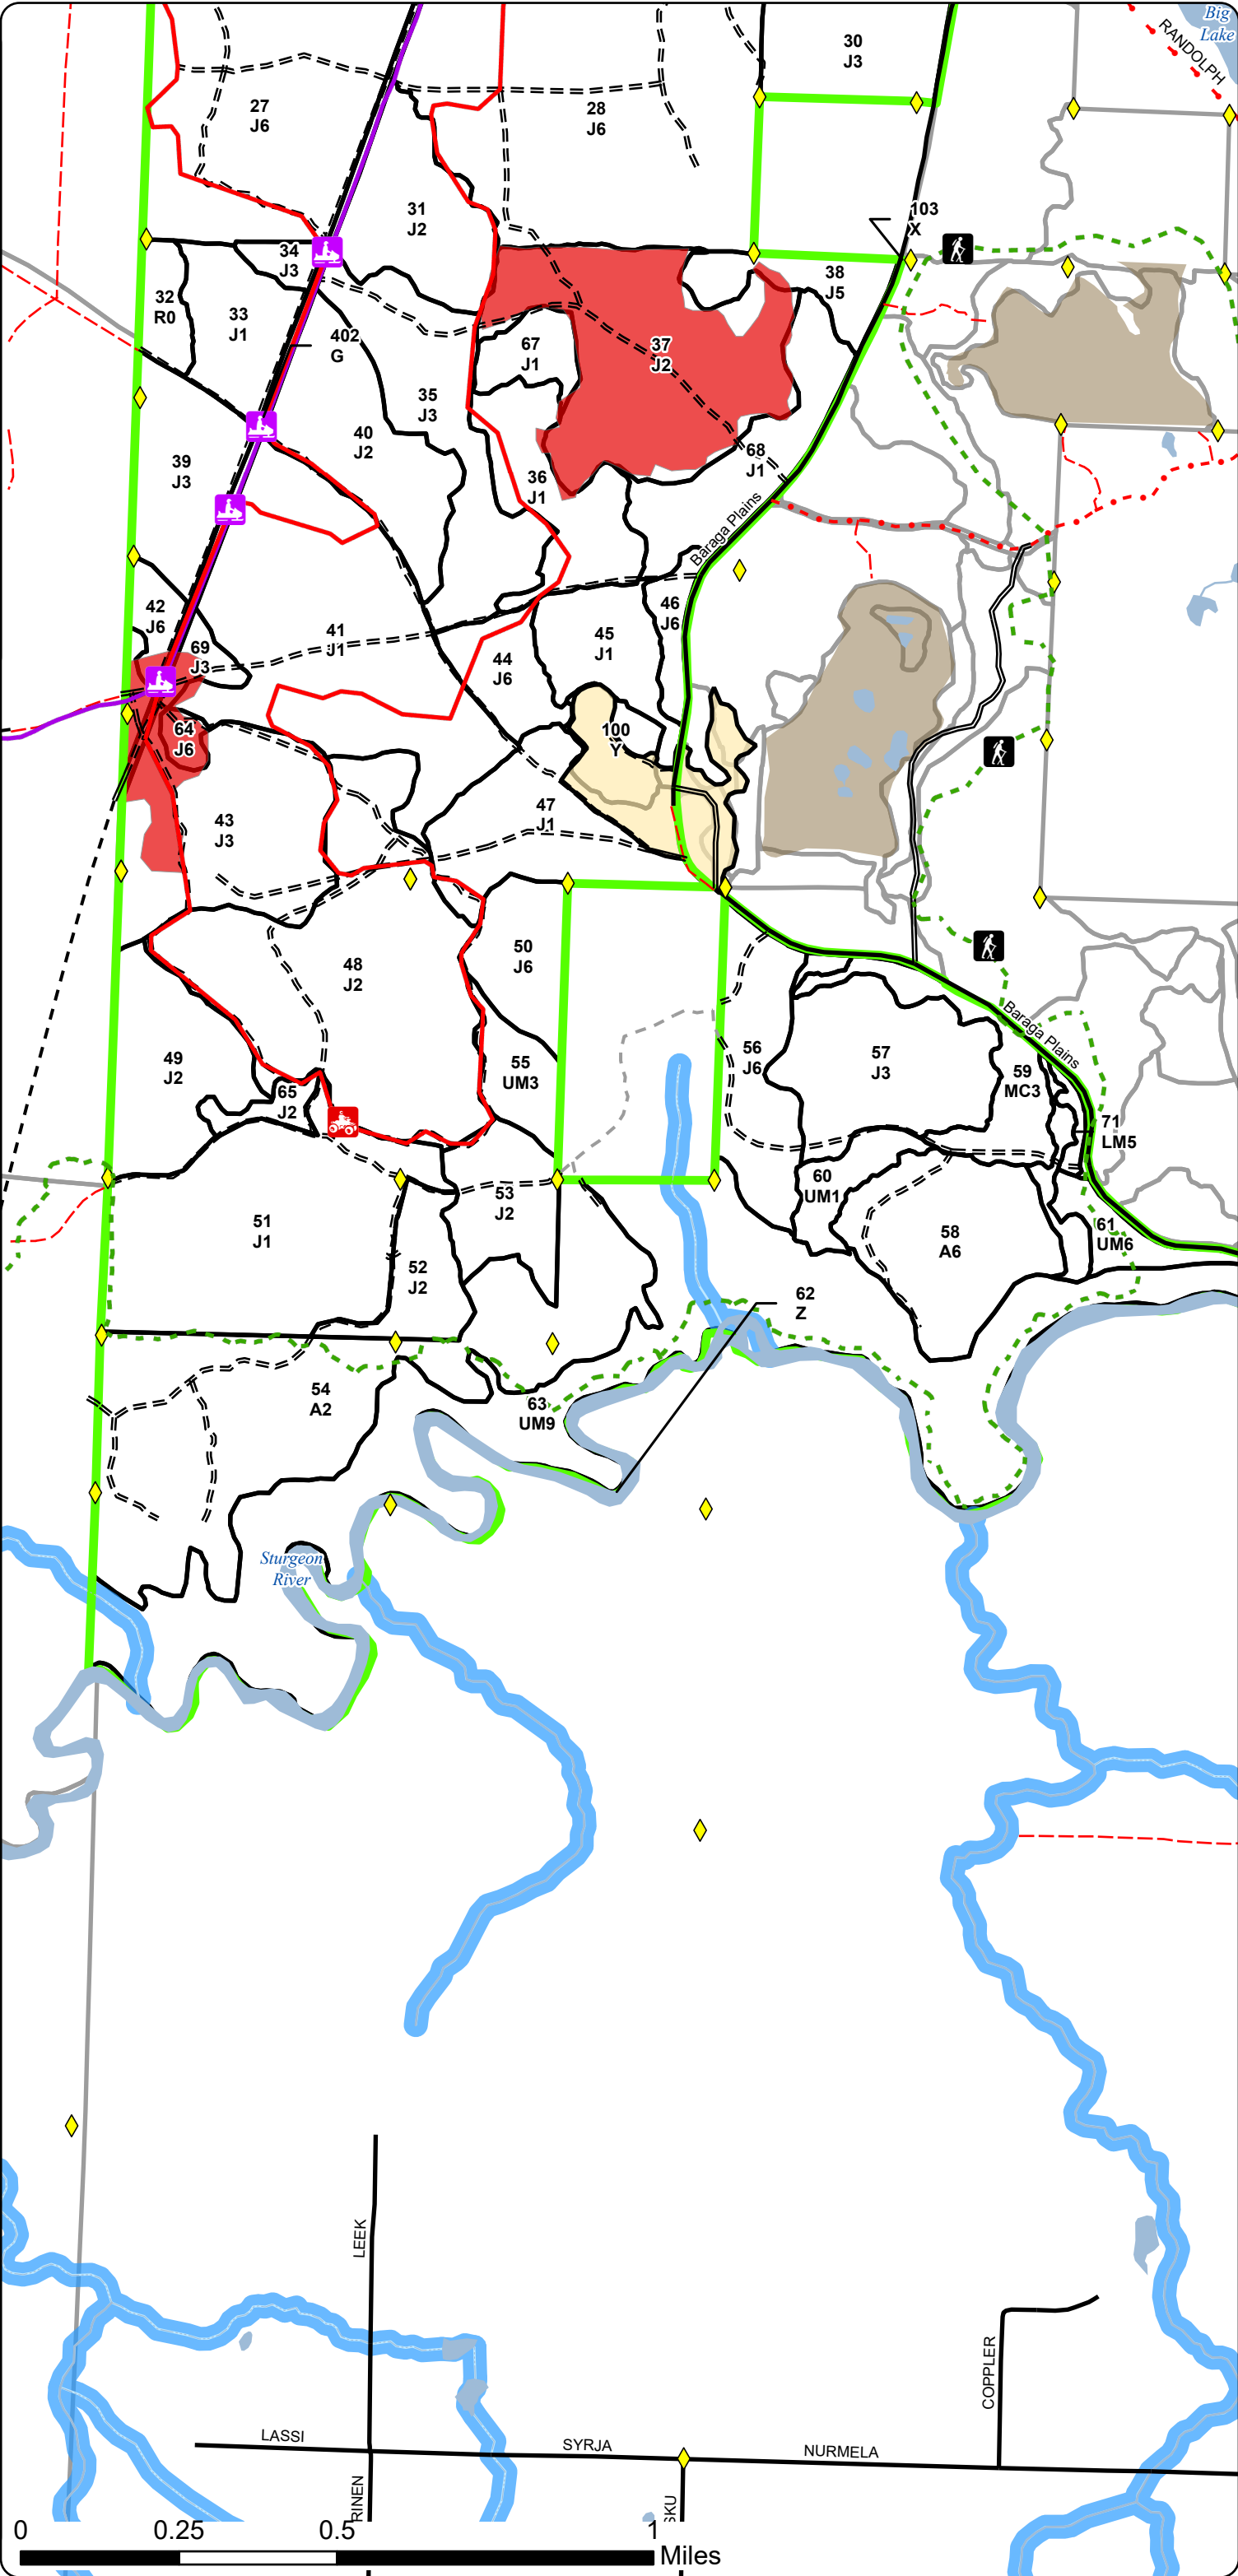 Big
Lake
RANDOLPH
30
J3
27
J6
28
J6
31
J2
103
X
34
J3
38
J5
32
R0
33
J1
402
G
67
J1
37
J2
35
J3
40
J2
39
J3
36
J1
68
J1
Baraga Plains
42
J6
69
J3
41
J1
44
J6
45
J1
46
J6
64
J6
100
Y
43
J3
47
J1
48
J2
50
J6
49
J2
65
J2
55
UM3
56
J6
57
J3
59
MC3
Baraga Plains
71
LM5
51
J1
53
J2
52
J2
60
UM1
58
A6
61
UM6
62
Z
54
A2
63
UM9
Sturgeon
River
LEEK
COPPLER
LASSI
SYRJA
NURMELA
RINEN
SKU
0 0.25 0.5 1
Miles